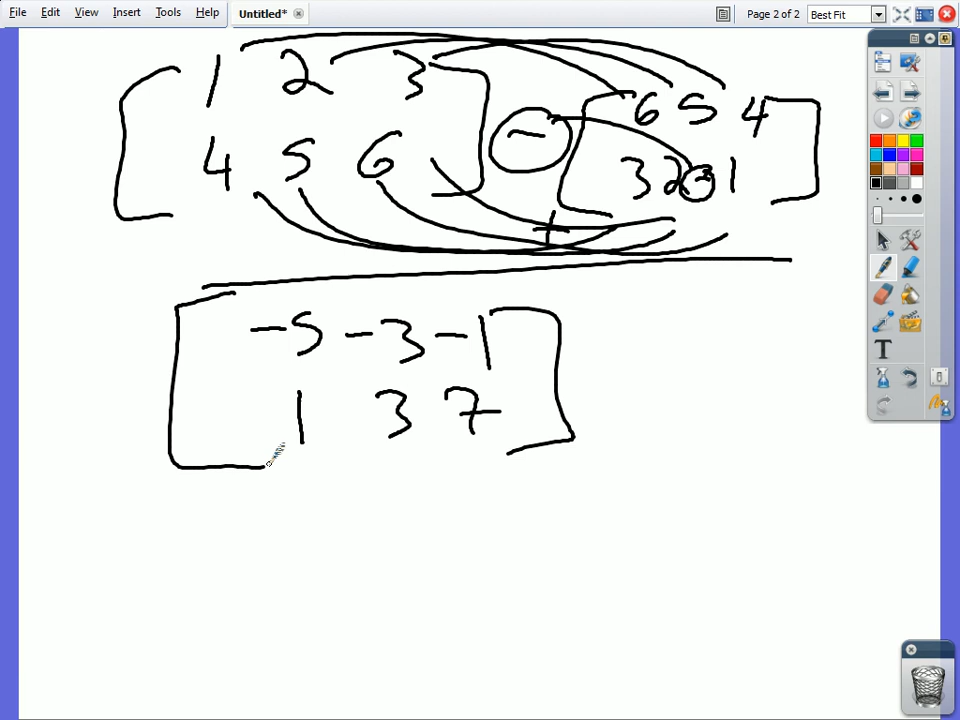 File Edit View Insert Tools Help Untitled* Page 2 of 2 Best Fit
1 2 3 - 6 5 4
4 5 6 3 2 1
+
-5 -3 -1
1 3 7
T